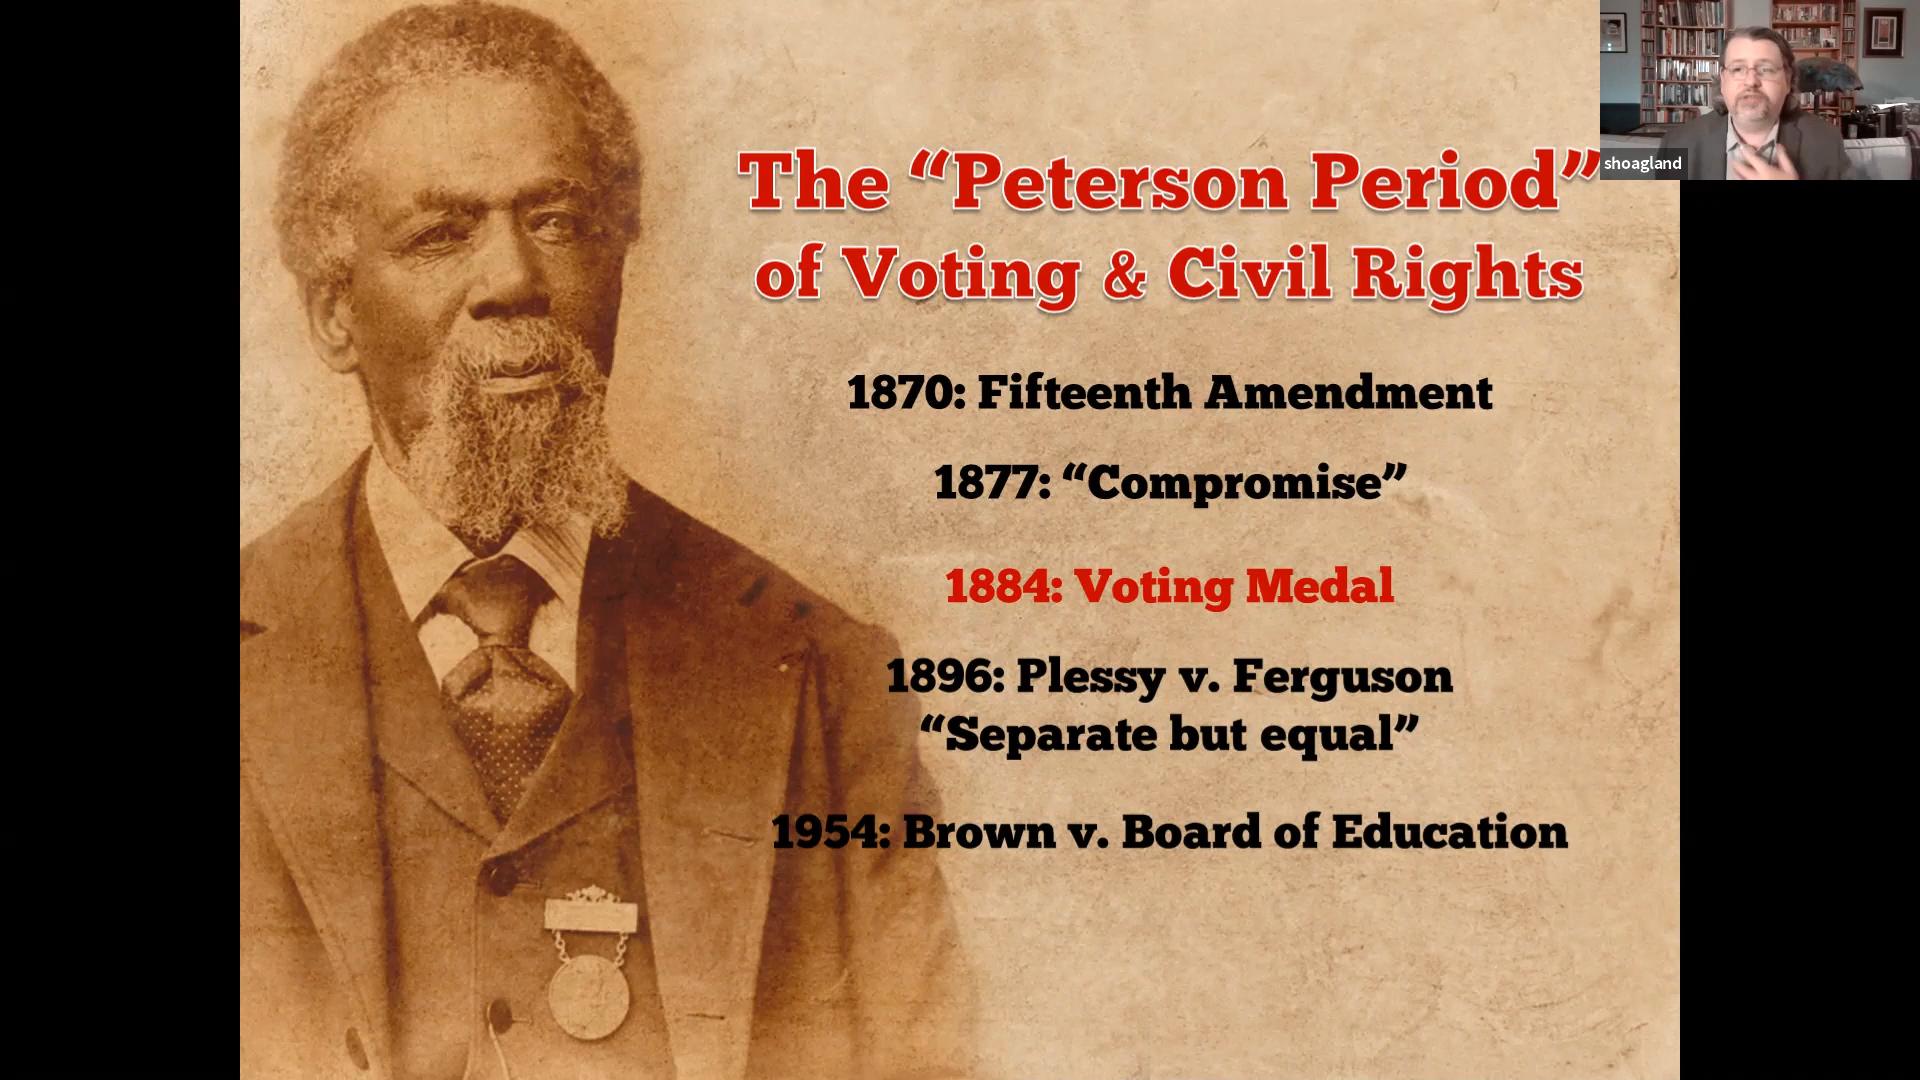 The “Peterson Period”
of Voting & Civil Rights
1870: Fifteenth Amendment
1877: “Compromise”
1884: Voting Medal
1896: Plessy v. Ferguson
“Separate but equal”
1954: Brown v. Board of Education
shoagland